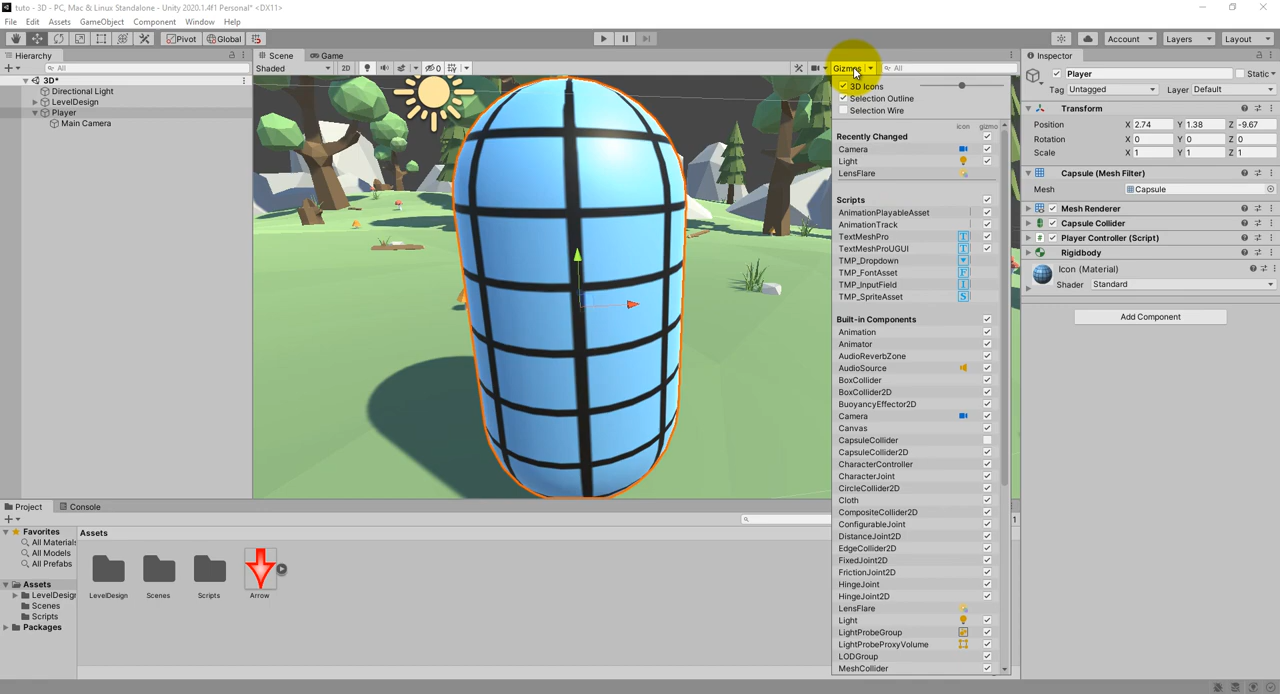 tuto - 3D - PC, Mac & Linux Standalone - Unity 2020.1.4f1 Personal* <DX11>
File Edit Assets GameObject Component Window Help
Pivot Global Account Layers Layout
Hierarchy
All
3D*
Directional Light
LevelDesign
Player
Main Camera
Scene Game
Shaded 2D 0 Gizmos All
3D Icons
Selection Outline
Selection Wire
icon gizmo
Recently Changed
Camera
Light
LensFlare
Scripts
AnimationPlayableAsset
AnimationTrack
TextMeshPro
TextMeshProUGUI
TMP_Dropdown
TMP_FontAsset
TMP_InputField
TMP_SpriteAsset
Built-in Components
Animation
Animator
AudioReverbZone
AudioSource
BoxCollider
BoxCollider2D
BuoyancyEffector2D
Camera
Canvas
CapsuleCollider
CapsuleCollider2D
CharacterController
CharacterJoint
CircleCollider2D
Cloth
CompositeCollider2D
ConfigurableJoint
DistanceJoint2D
EdgeCollider2D
FixedJoint2D
FrictionJoint2D
HingeJoint
HingeJoint2D
LensFlare
Light
LightProbeGroup
LightProbeProxyVolume
LODGroup
MeshCollider
Inspector
Player Static
Tag Untagged Layer Default
Transform
Position X 2.74 Y 1.38 Z -9.67
Rotation X 0 Y 0 Z 0
Scale X 1 Y 1 Z 1
Capsule (Mesh Filter)
Mesh Capsule
Mesh Renderer
Capsule Collider
Player Controller (Script)
Rigidbody
Icon (Material)
Shader Standard
Add Component
Project Console
Favorites
All Materials
All Models
All Prefabs
Assets
LevelDesign
Scenes
Scripts
Packages
Assets
LevelDesign Scenes Scripts Arrow